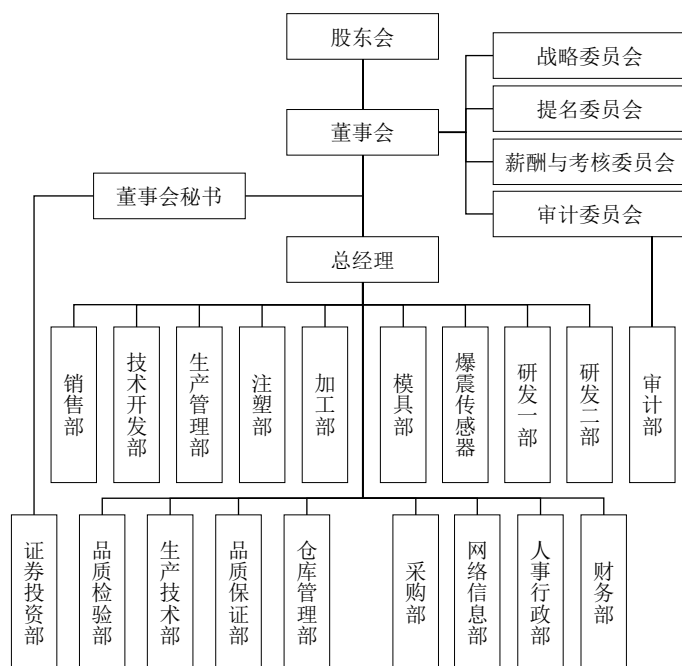 股东会
战略委员会
提名委员会
董事会
薪酬与考核委员会
董事会秘书
审计委员会
总经理
销售部
技术开发部
生产管理部
注塑部
加工部
模具部
爆震传感器
研发一部
研发二部
审计部
证券投资部
品质检验部
生产技术部
品质保证部
仓库管理部
采购部
网络信息部
人事行政部
财务部